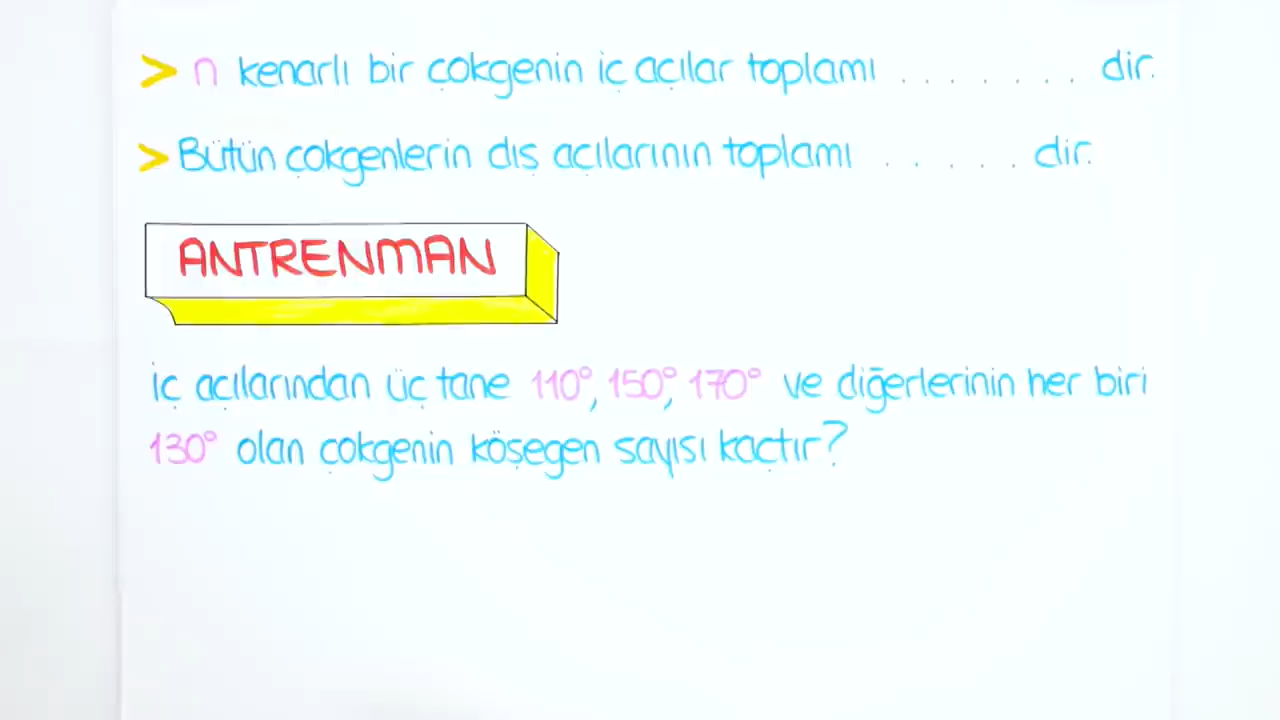 > n kenarlı bir çokgenin iç açılar toplamı ........ dir.
> Bütün çokgenlerin dış açılarının toplamı ..... dir.
ANTRENMAN
İç açılarından üç tane 110°, 150°, 170° ve diğerlerinin her biri
130° olan çokgenin köşegen sayısı kaçtır?